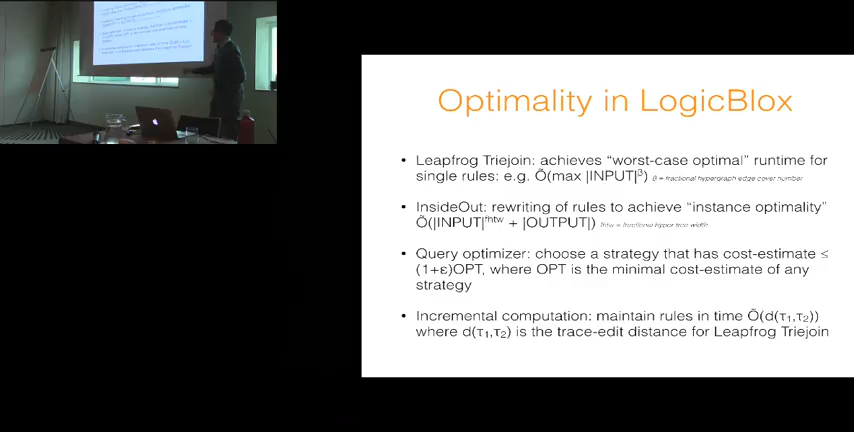 Optimality in LogicBlox
• Leapfrog Triejoin: achieves “worst-case optimal” runtime for
single rules: e.g. Õ(max |INPUT|ᵝ) β = fractional hypergraph edge cover number
• InsideOut: rewriting of rules to achieve “instance optimality”
Õ(|INPUT|ᶠʰᵗʷ + |OUTPUT|) fhtw = fractional hyper tree width
• Query optimizer: choose a strategy that has cost-estimate ≤
(1+ε)OPT, where OPT is the minimal cost-estimate of any
strategy
• Incremental computation: maintain rules in time Õ(d(τ₁,τ₂))
where d(τ₁,τ₂) is the trace-edit distance for Leapfrog Triejoin